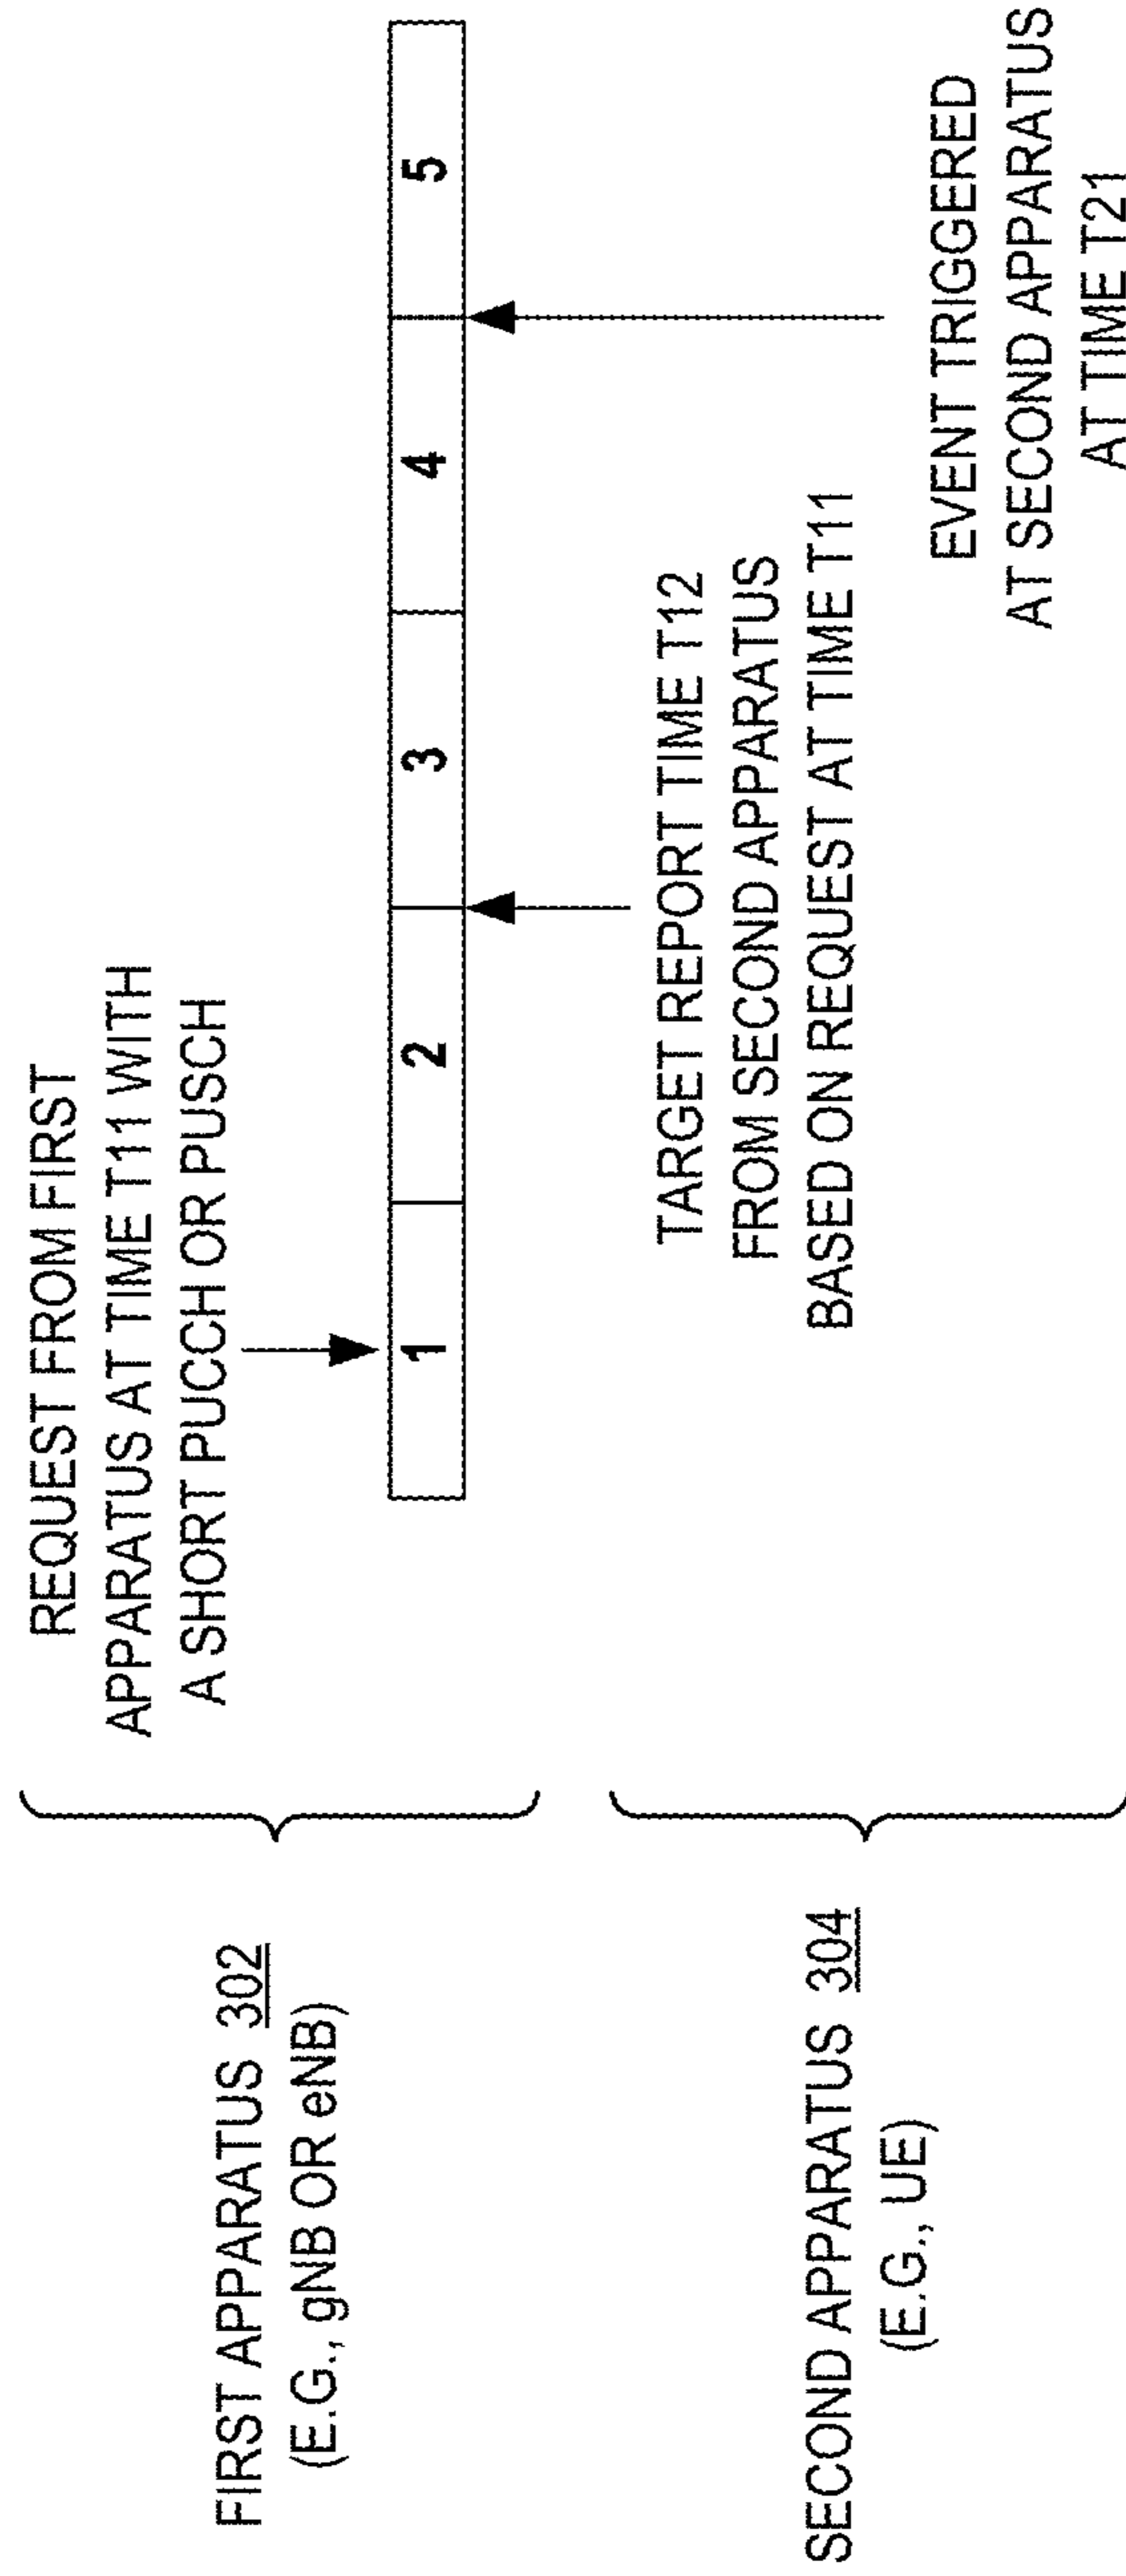 FIRST APPARATUS 302
(E.G., gNB OR eNB)
REQUEST FROM FIRST
APPARATUS AT TIME T11 WITH
A SHORT PUCCH OR PUSCH
1 2 3 4 5
SECOND APPARATUS 304
(E.G., UE)
TARGET REPORT TIME T12
FROM SECOND APPARATUS
BASED ON REQUEST AT TIME T11
EVENT TRIGGERED
AT SECOND APPARATUS
AT TIME T21